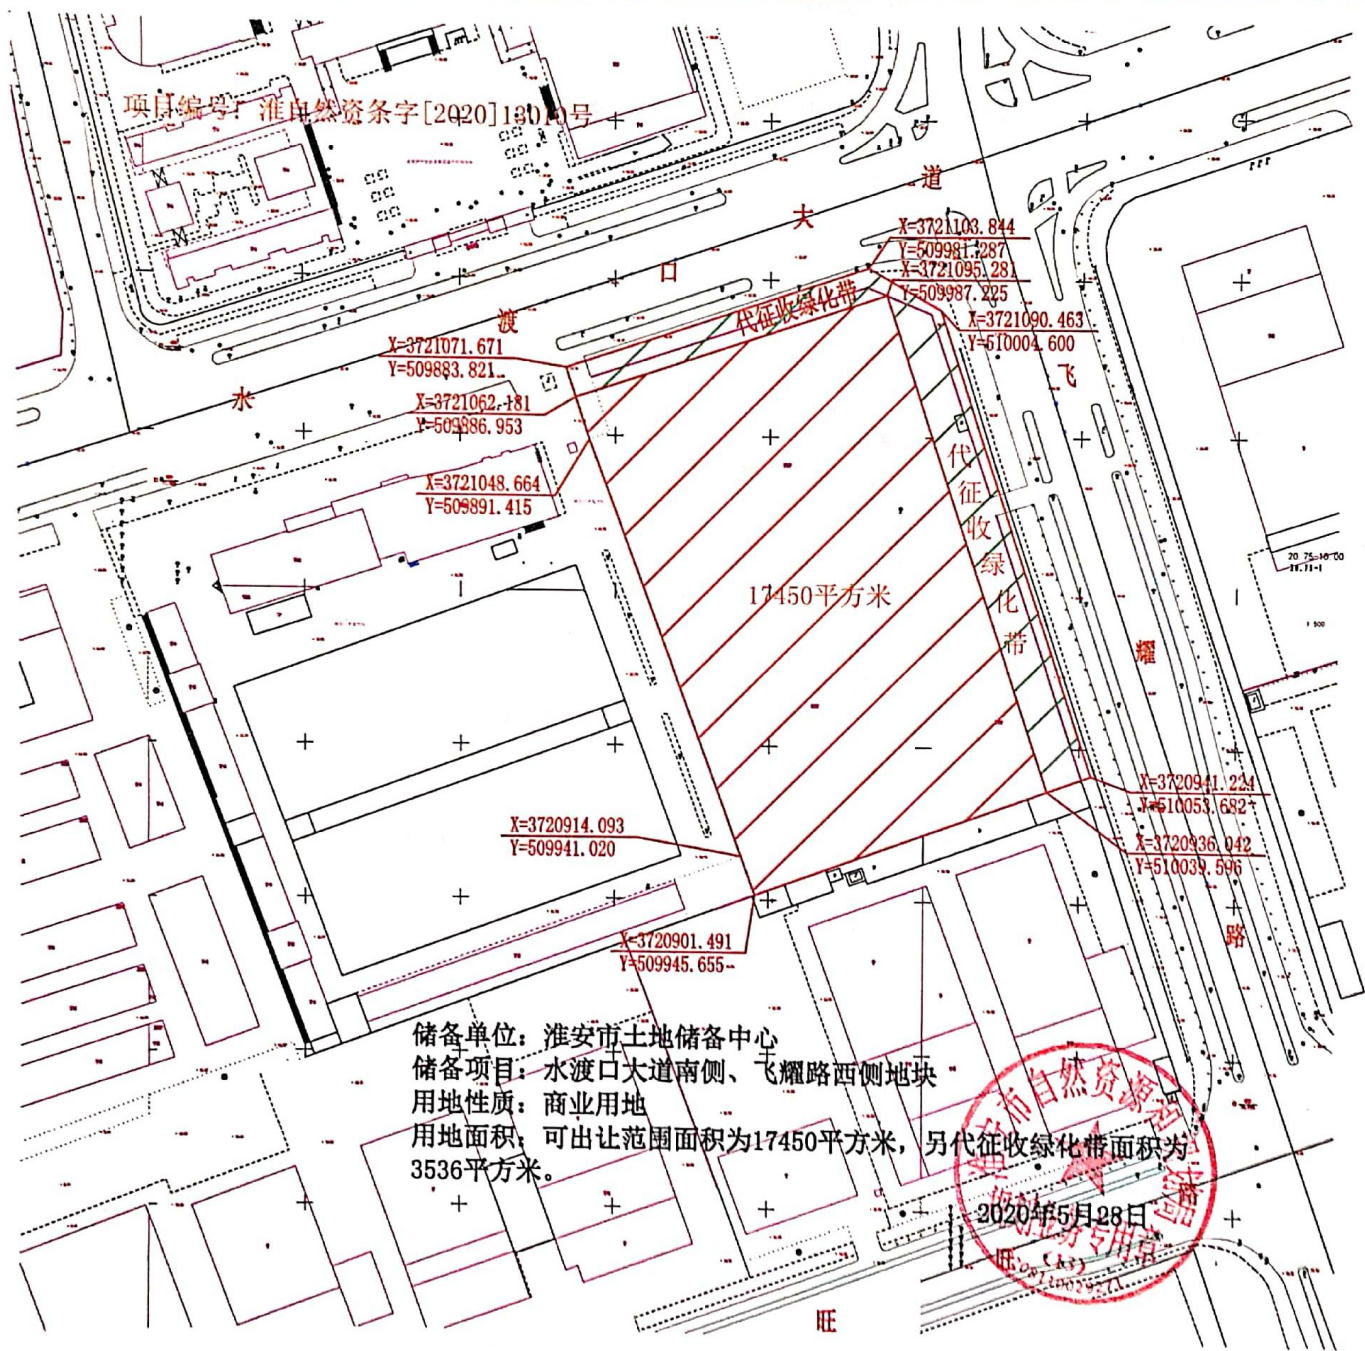 项目编号：淮自然资条字[2020]13010号
道
大
口
渡
水
X=3721103.844
Y=509981.287
X=3721095.281
Y=509987.225
X=3721090.463
Y=510004.600
代征收绿化带
X=3721071.671
Y=509883.821
X=3721062.181
Y=509886.953
X=3721048.664
Y=509891.415
飞
耀
路
代
征
收
绿
化
带
17450平方米
X=3720941.224
Y=510053.682
X=3720936.042
Y=510039.596
X=3720914.093
Y=509941.020
X=3720901.491
Y=509945.655
储备单位：淮安市土地储备中心
储备项目：水渡口大道南侧、飞耀路西侧地块
用地性质：商业用地
用地面积：可出让范围面积为17450平方米，另代征收绿化带面积为
3536平方米。
2020年5月28日
旺
旺